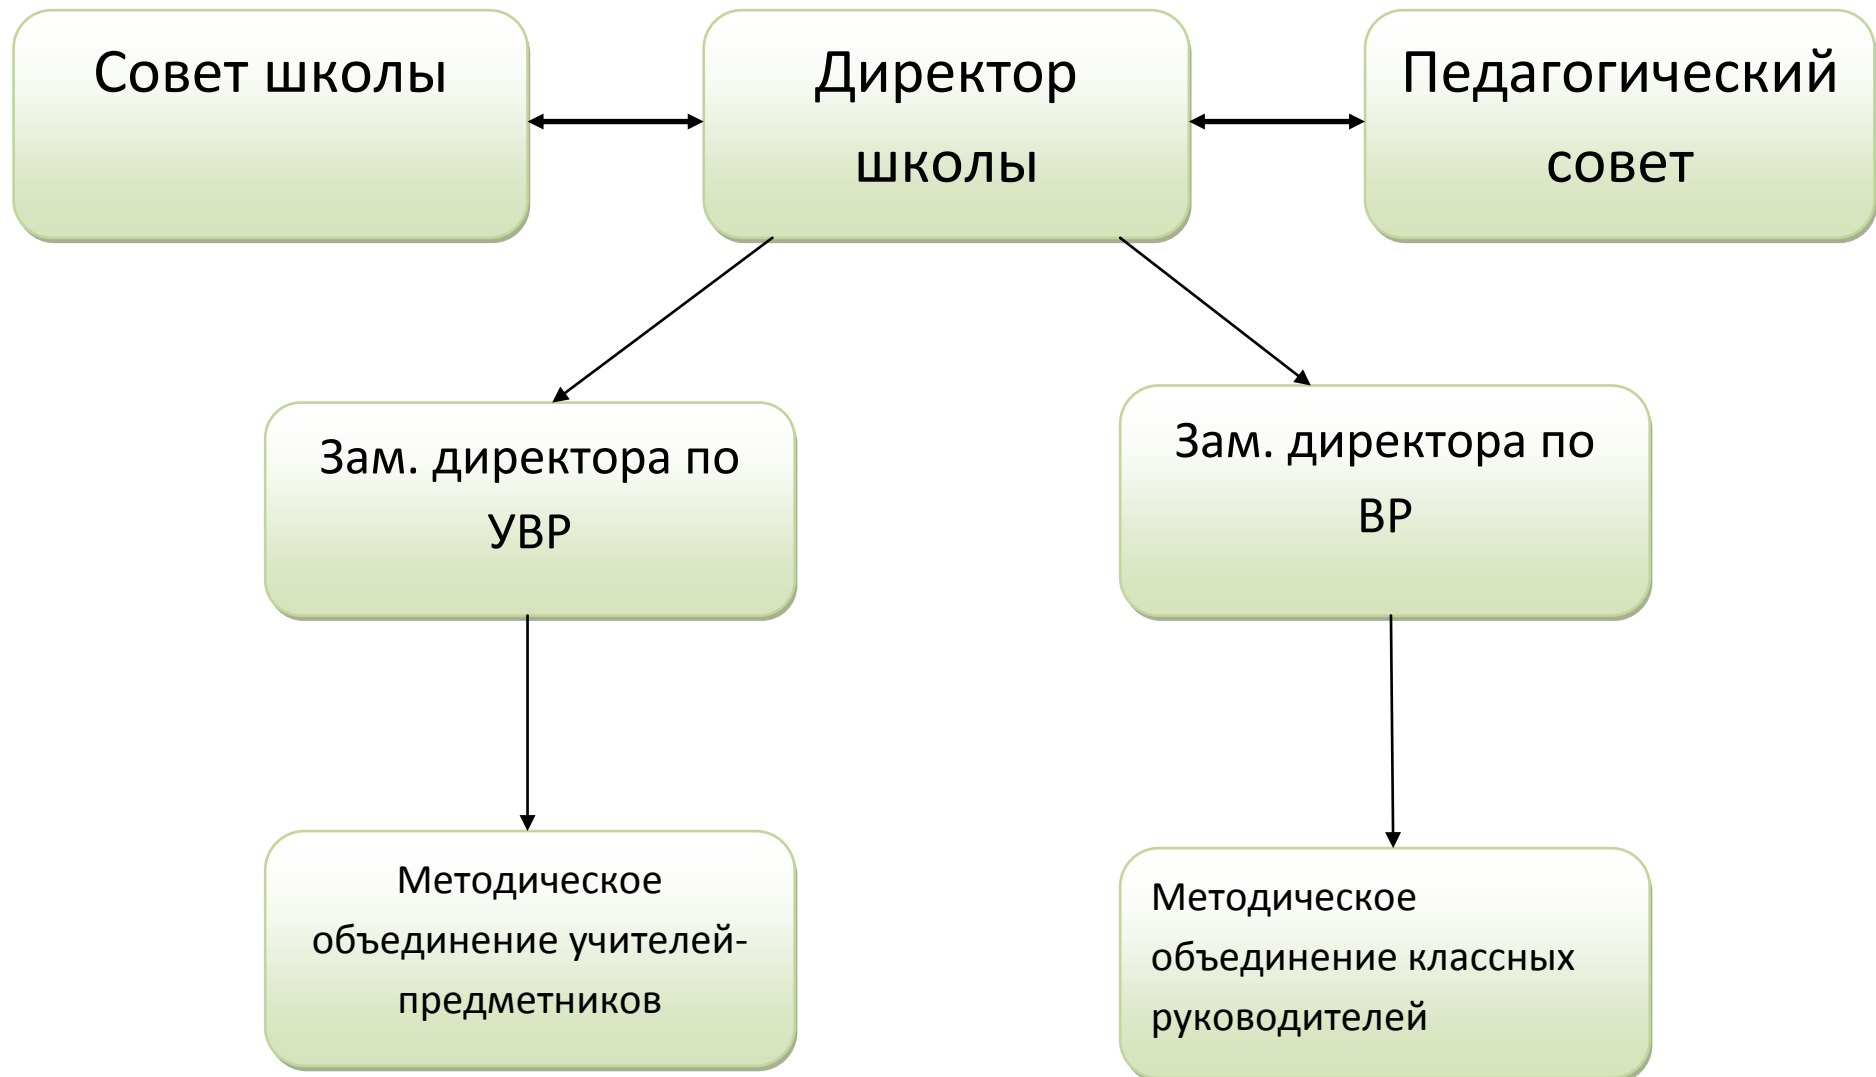 Совет школы
Директор
школы
Педагогический
совет
Зам. директора по
УВР
Зам. директора по
ВР
Методическое
объединение учителей-
предметников
Методическое
объединение классных
руководителей